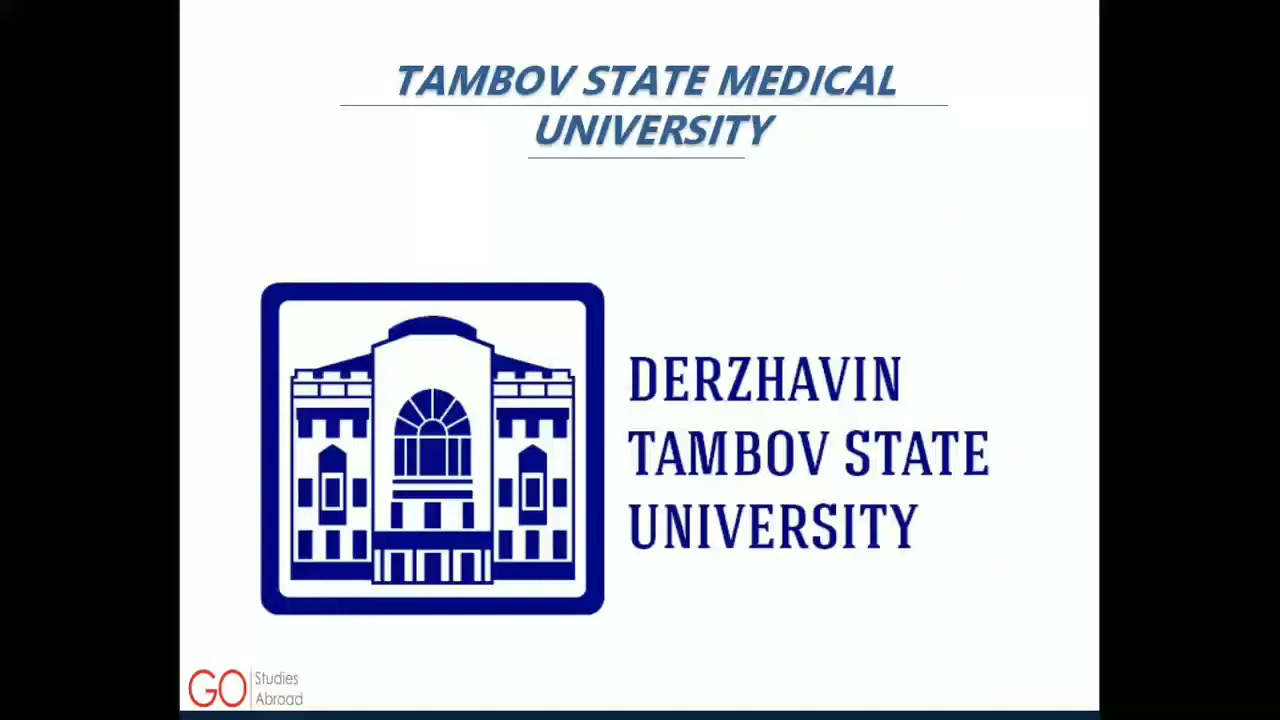 TAMBOV STATE MEDICAL
UNIVERSITY
DERZHAVIN
TAMBOV STATE
UNIVERSITY
GO Studies
Abroad